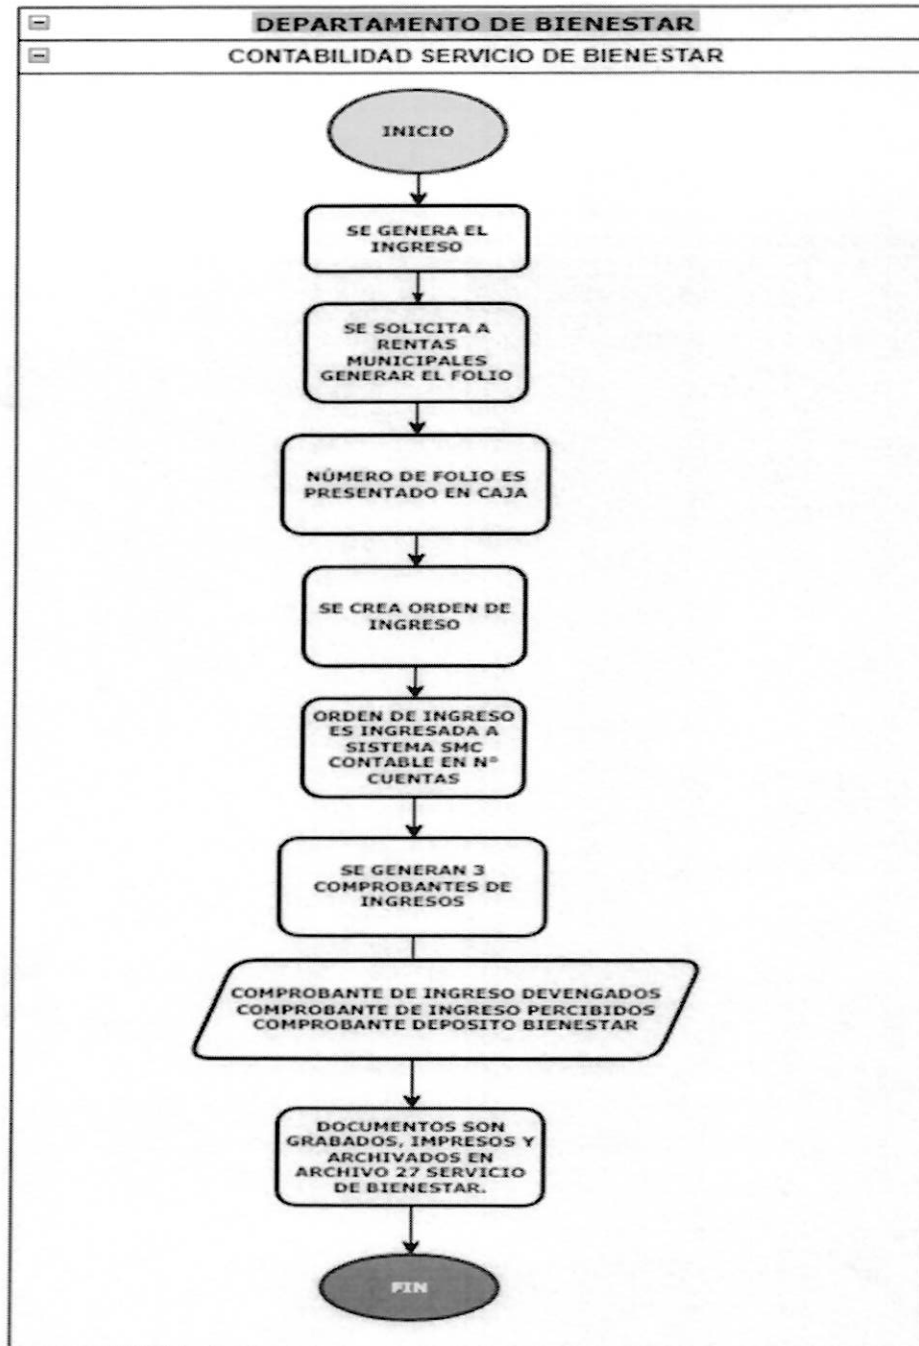 DEPARTAMENTO DE BIENESTAR
CONTABILIDAD SERVICIO DE BIENESTAR
INICIO
SE GENERA EL
INGRESO
SE SOLICITA A
RENTAS
MUNICIPALES
GENERAR EL FOLIO
NÚMERO DE FOLIO ES
PRESENTADO EN CAJA
SE CREA ORDEN DE
INGRESO
ORDEN DE INGRESO
ES INGRESADA A
SISTEMA SMC
CONTABLE EN N°
CUENTAS
SE GENERAN 3
COMPROBANTES DE
INGRESOS
COMPROBANTE DE INGRESO DEVENGADOS
COMPROBANTE DE INGRESO PERCIBIDOS
COMPROBANTE DEPOSITO BIENESTAR
DOCUMENTOS SON
GRABADOS, IMPRESOS Y
ARCHIVADOS EN
ARCHIVO 27 SERVICIO
DE BIENESTAR.
FIN